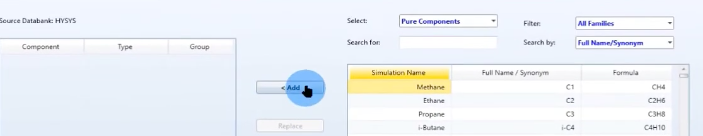 Source Databank: HYSYS
Select: Pure Components Filter: All Families
Search for: Search by: Full Name/Synonym
Component Type Group
Simulation Name Full Name / Synonym Formula
< Add Methane C1 CH4
Ethane C2 C2H6
Propane C3 C3H8
Replace i-Butane i-C4 C4H10